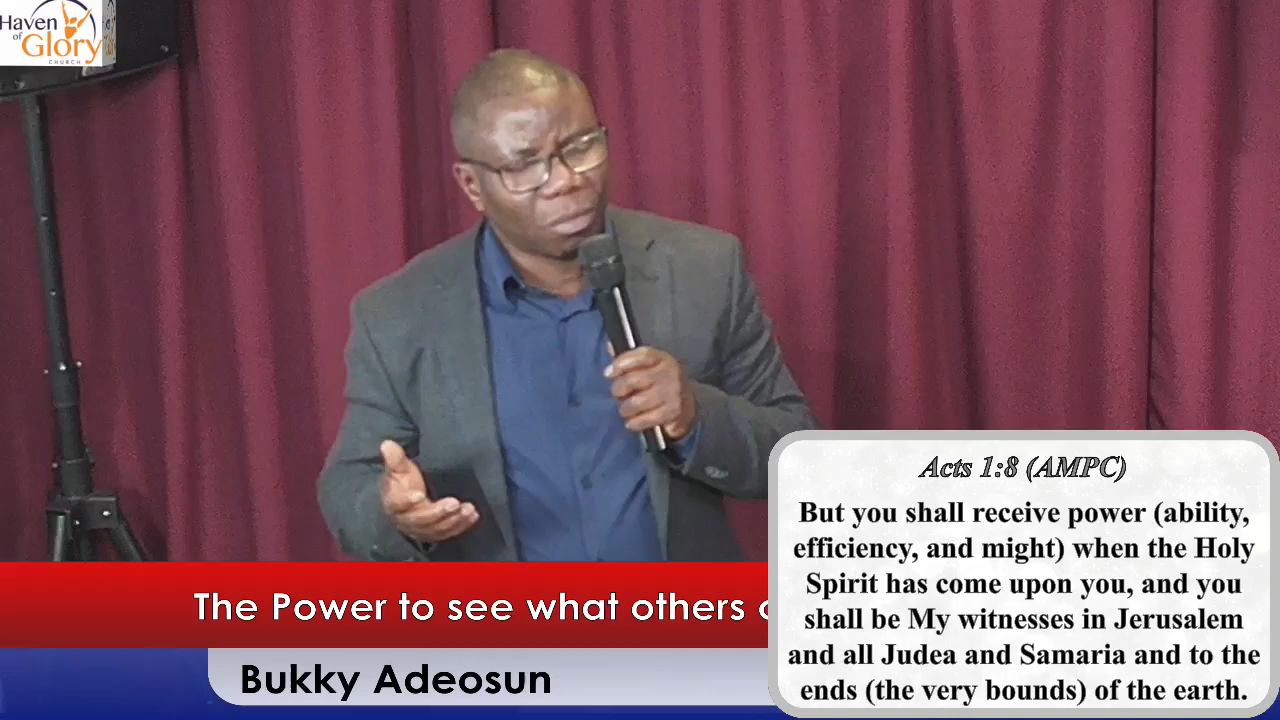 Haven
of
Glory
CHURCH
Acts 1:8 (AMPC)
But you shall receive power (ability,
efficiency, and might) when the Holy
Spirit has come upon you, and you
shall be My witnesses in Jerusalem
and all Judea and Samaria and to the
ends (the very bounds) of the earth.
The Power to see what others
Bukky Adeosun